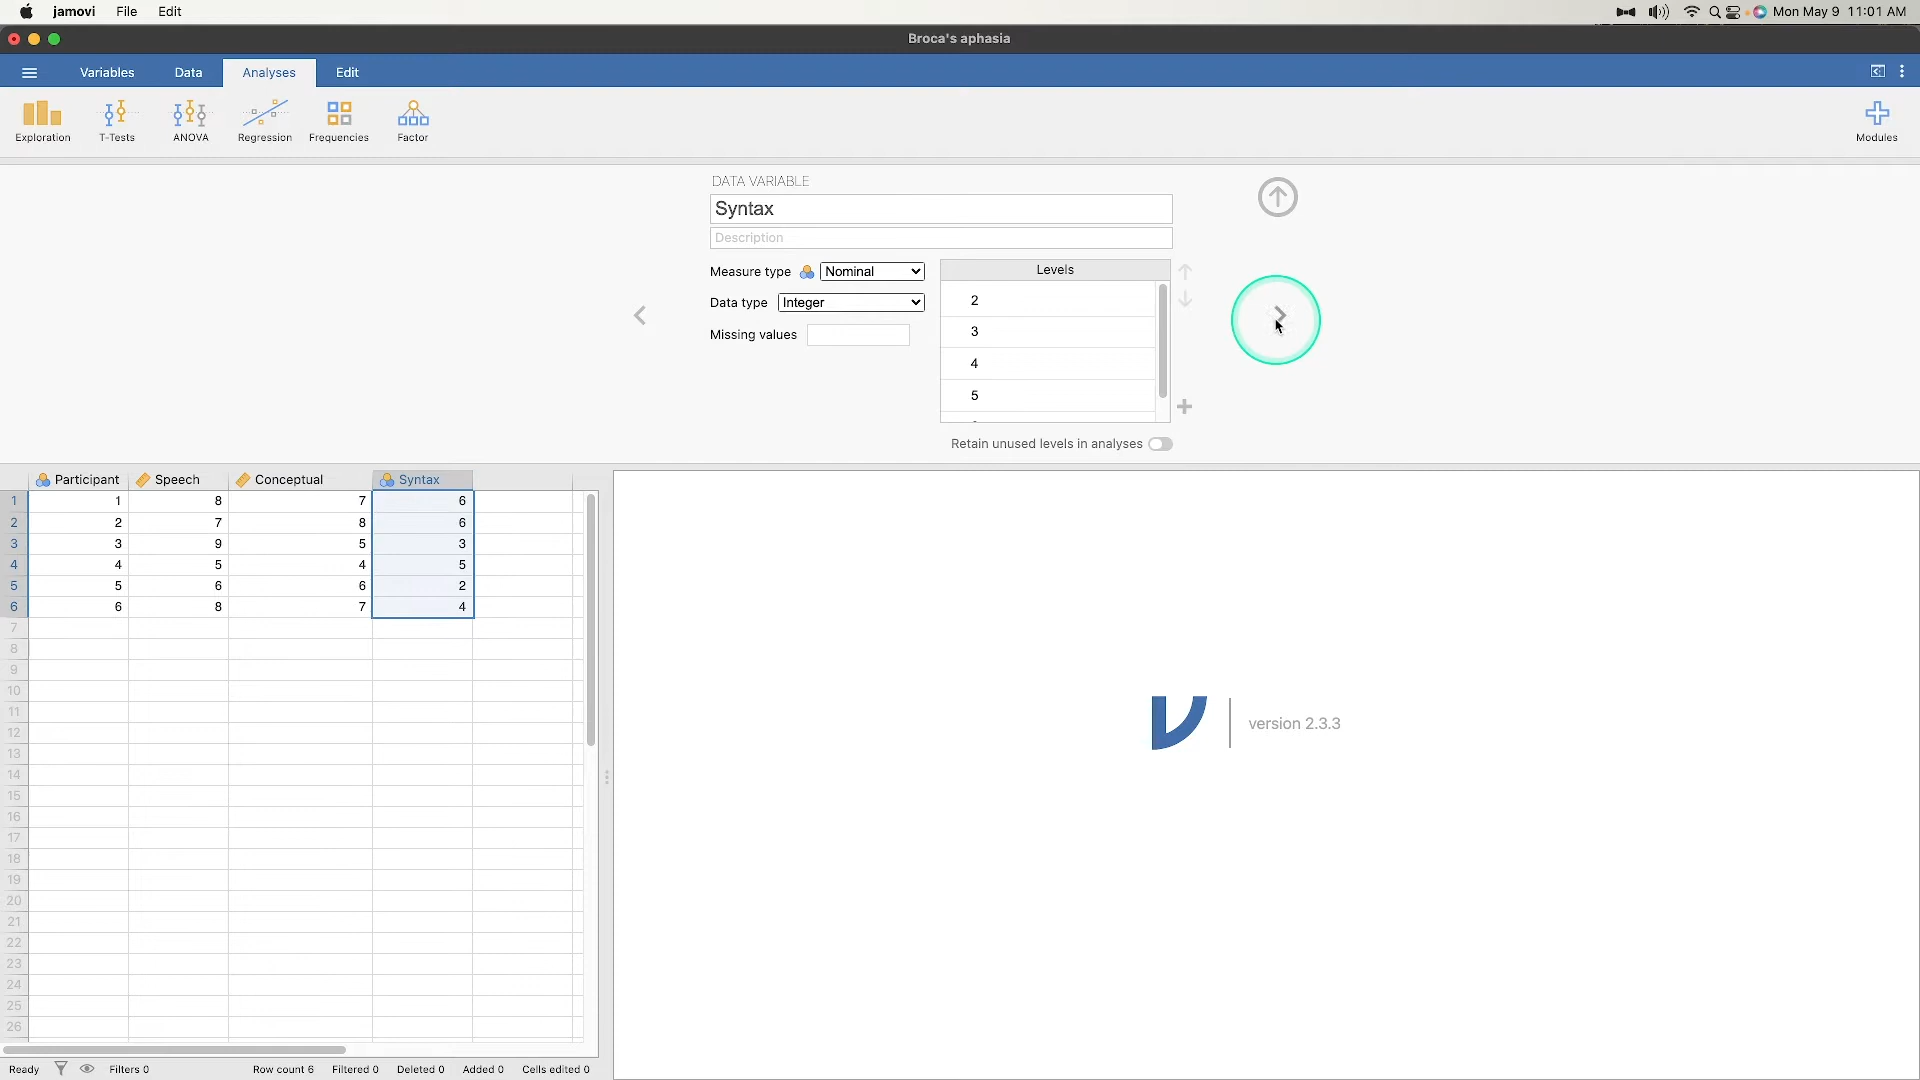 jamovi File Edit Mon May 9 11:01 AM
Broca's aphasia
Variables Data Analyses Edit
Exploration T-Tests ANOVA Regression Frequencies Factor Modules
DATA VARIABLE
Syntax
Description
Measure type Nominal
Data type Integer
Missing values
Levels
2
3
4
5
Retain unused levels in analyses
Participant Speech Conceptual Syntax
1 1 8 7 6
2 2 7 8 6
3 3 9 5 3
4 4 5 4 5
5 5 6 6 2
6 6 8 7 4
7
8
9
10
11
12
13
14
15
16
17
18
19
20
21
22
23
24
25
26
version 2.3.3
Ready Filters 0 Row count 6 Filtered 0 Deleted 0 Added 0 Cells edited 0